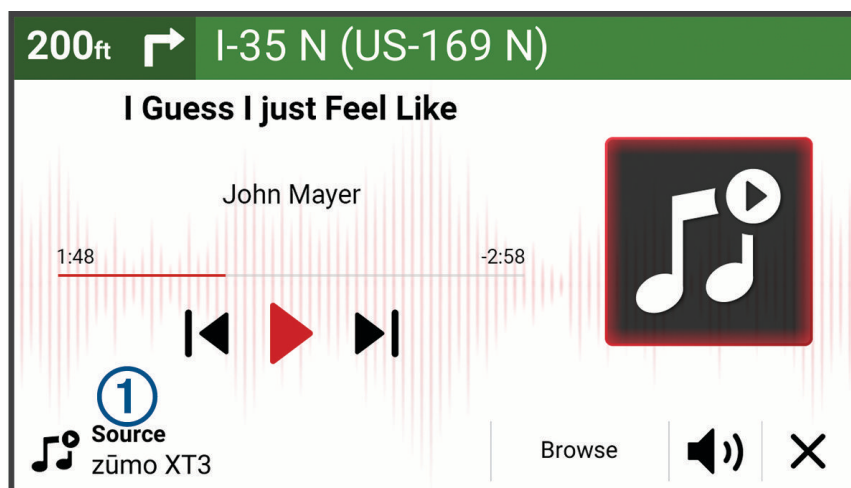 200ft I-35 N (US-169 N)
I Guess I just Feel Like
John Mayer
1:48 -2:58
1
Source
zūmo XT3
Browse